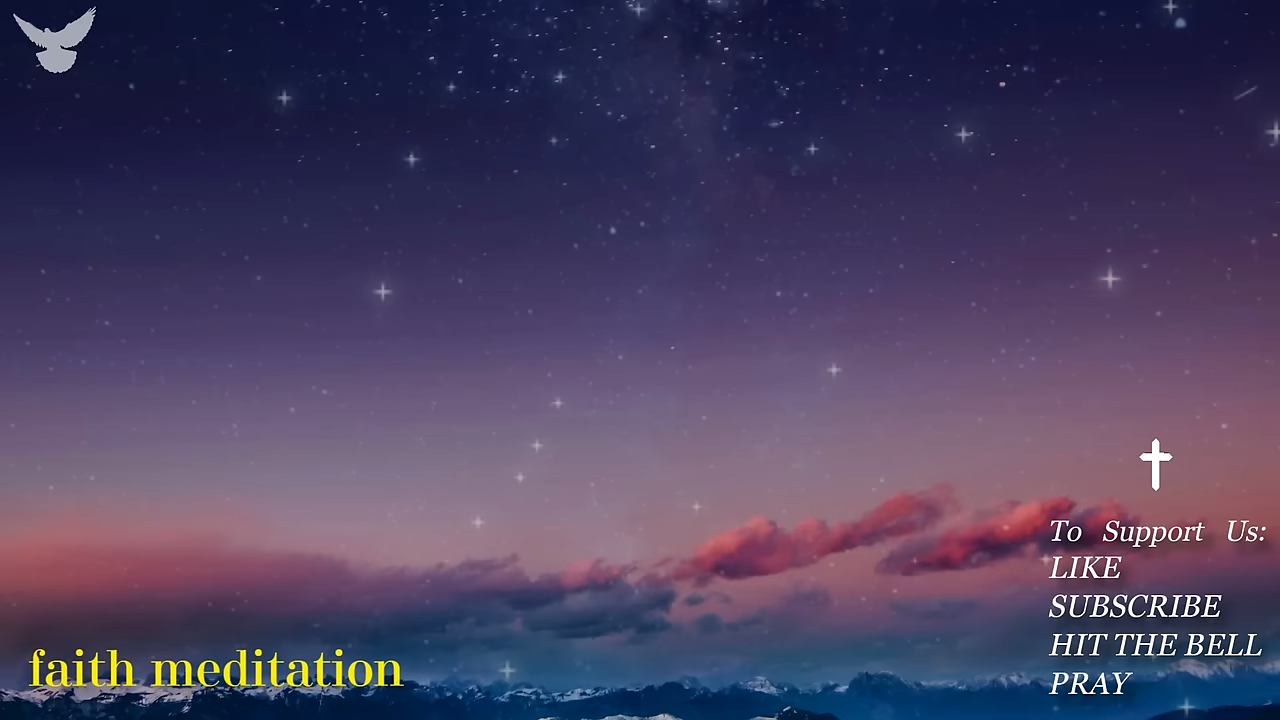 To Support Us:
LIKE
SUBSCRIBE
HIT THE BELL
PRAY
faith meditation